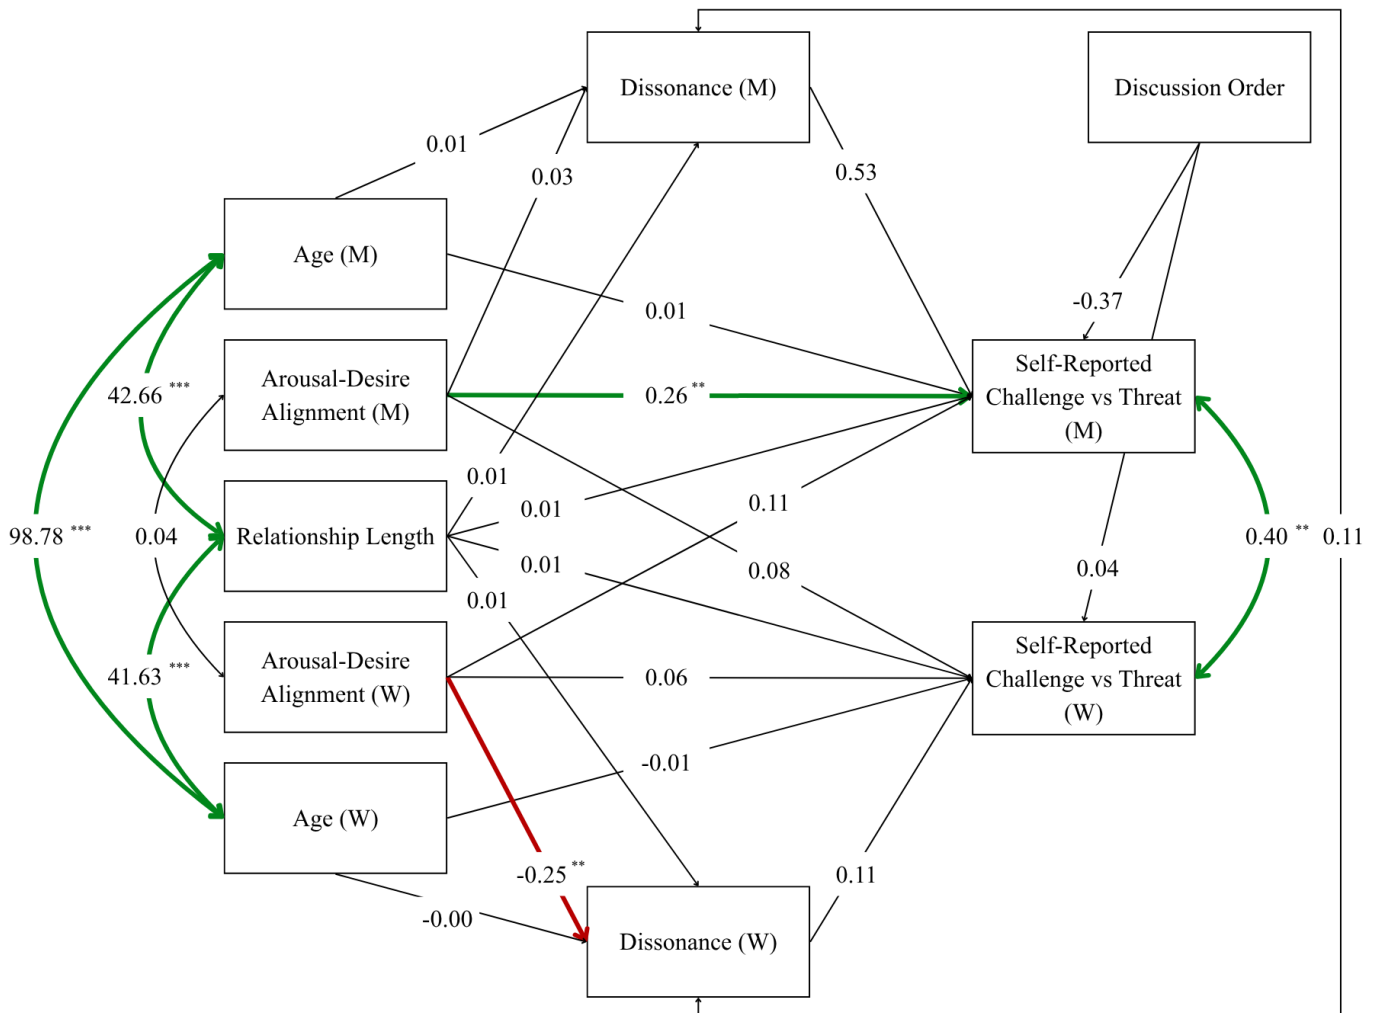 Dissonance (M)
Discussion Order
0.01
0.03
0.53
Age (M)
-0.37
0.01
Arousal-Desire
Alignment (M)
42.66 ***
0.26 **
Self-Reported
Challenge vs Threat
(M)
0.01
0.01
0.11
98.78 ***
0.04
Relationship Length
0.40 **
0.11
0.01
0.08
0.04
0.01
Arousal-Desire
Alignment (W)
41.63 ***
0.06
Self-Reported
Challenge vs Threat
(W)
-0.01
Age (W)
-0.25 **
0.11
-0.00
Dissonance (W)